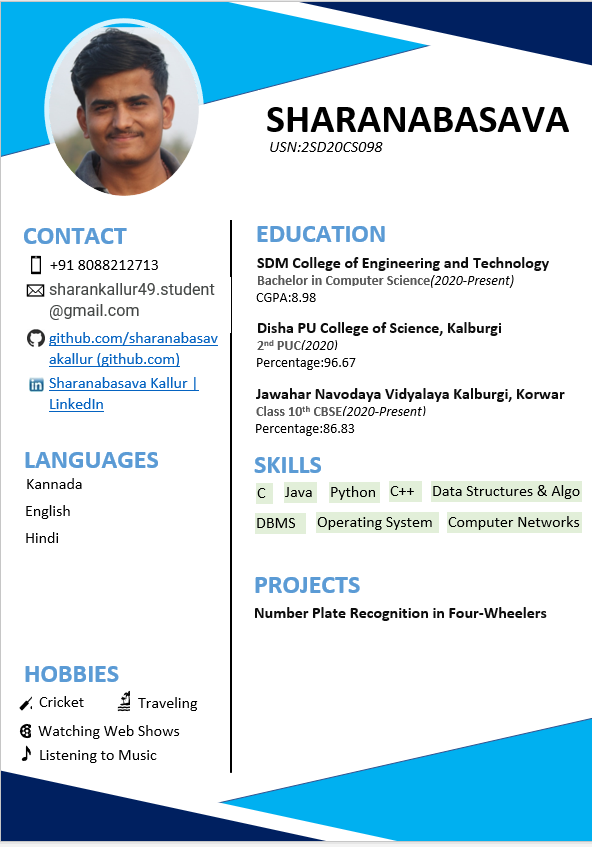 SHARANABASAVA
USN:2SD20CS098
CONTACT
+91 8088212713
sharankallur49.student
@gmail.com
github.com/sharanabasav
akallur (github.com)
Sharanabasava Kallur |
LinkedIn
LANGUAGES
Kannada
English
Hindi
HOBBIES
Cricket
Traveling
Watching Web Shows
Listening to Music
EDUCATION
SDM College of Engineering and Technology
Bachelor in Computer Science(2020-Present)
CGPA:8.98
Disha PU College of Science, Kalburgi
2nd PUC(2020)
Percentage:96.67
Jawahar Navodaya Vidyalaya Kalburgi, Korwar
Class 10th CBSE(2020-Present)
Percentage:86.83
SKILLS
C Java Python C++ Data Structures & Algo
DBMS Operating System Computer Networks
PROJECTS
Number Plate Recognition in Four-Wheelers